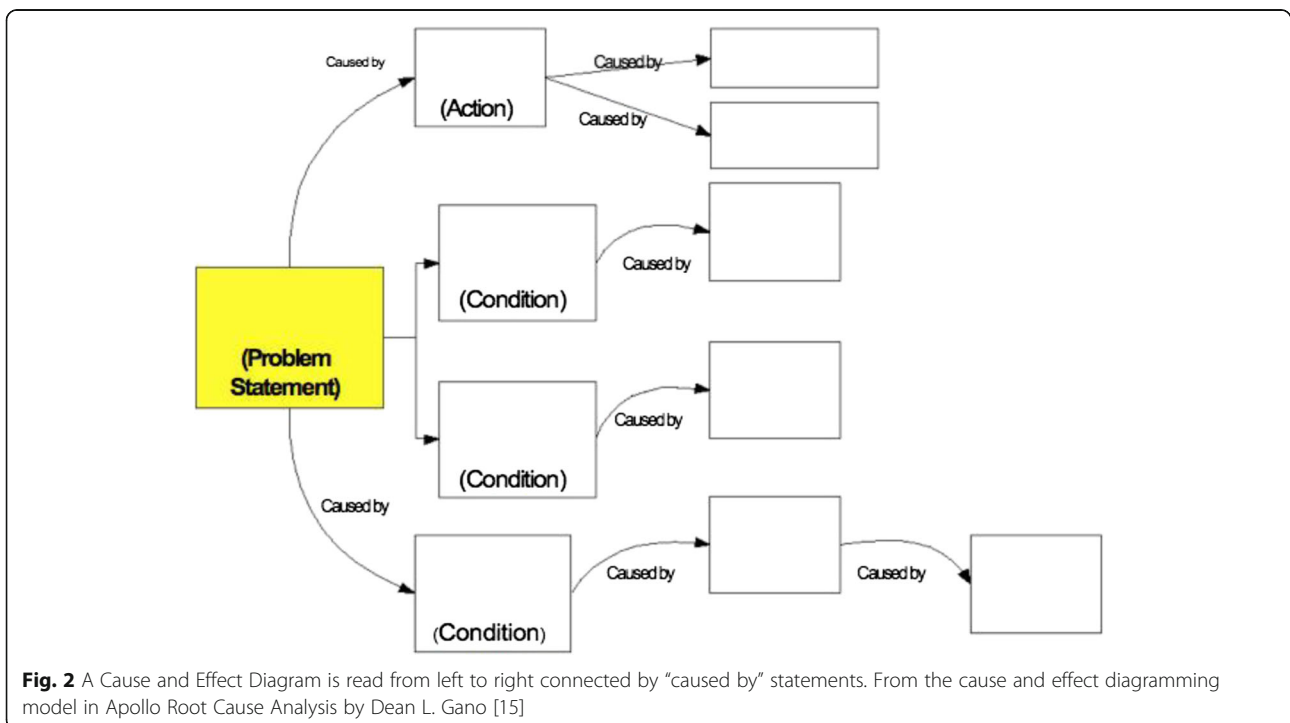 Caused by
(Action)
Caused by
Caused by
(Condition)
Caused by
(Problem
Statement)
(Condition)
Caused by
Caused by
(Condition)
Caused by
Caused by
Fig. 2 A Cause and Effect Diagram is read from left to right connected by “caused by” statements. From the cause and effect diagramming
model in Apollo Root Cause Analysis by Dean L. Gano [15]